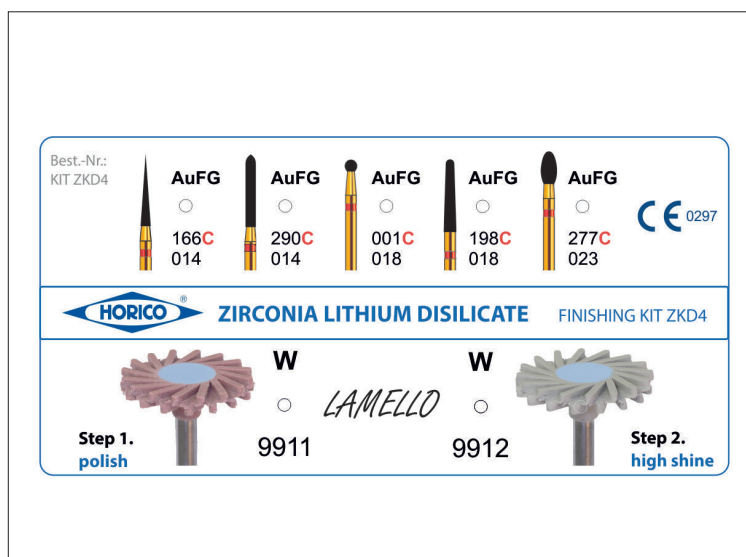 Best.-Nr.:
KIT ZKD4
AuFG
166C
014
AuFG
290C
014
AuFG
001C
018
AuFG
198C
018
AuFG
277C
023
CE 0297
HORICO®
ZIRCONIA LITHIUM DISILICATE
FINISHING KIT ZKD4
Step 1.
polish
W
9911
LAMELLO
W
9912
Step 2.
high shine